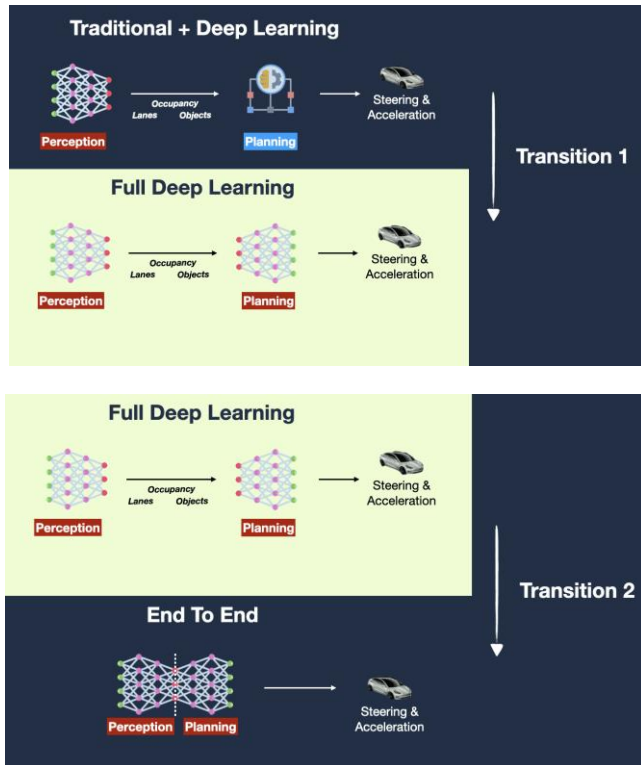 Traditional + Deep Learning
Occupancy
Lanes Objects
Perception
Planning
Steering &
Acceleration
Transition 1
Full Deep Learning
Occupancy
Lanes Objects
Perception
Planning
Steering &
Acceleration
Full Deep Learning
Occupancy
Lanes Objects
Perception
Planning
Steering &
Acceleration
Transition 2
End To End
Perception Planning
Steering &
Acceleration